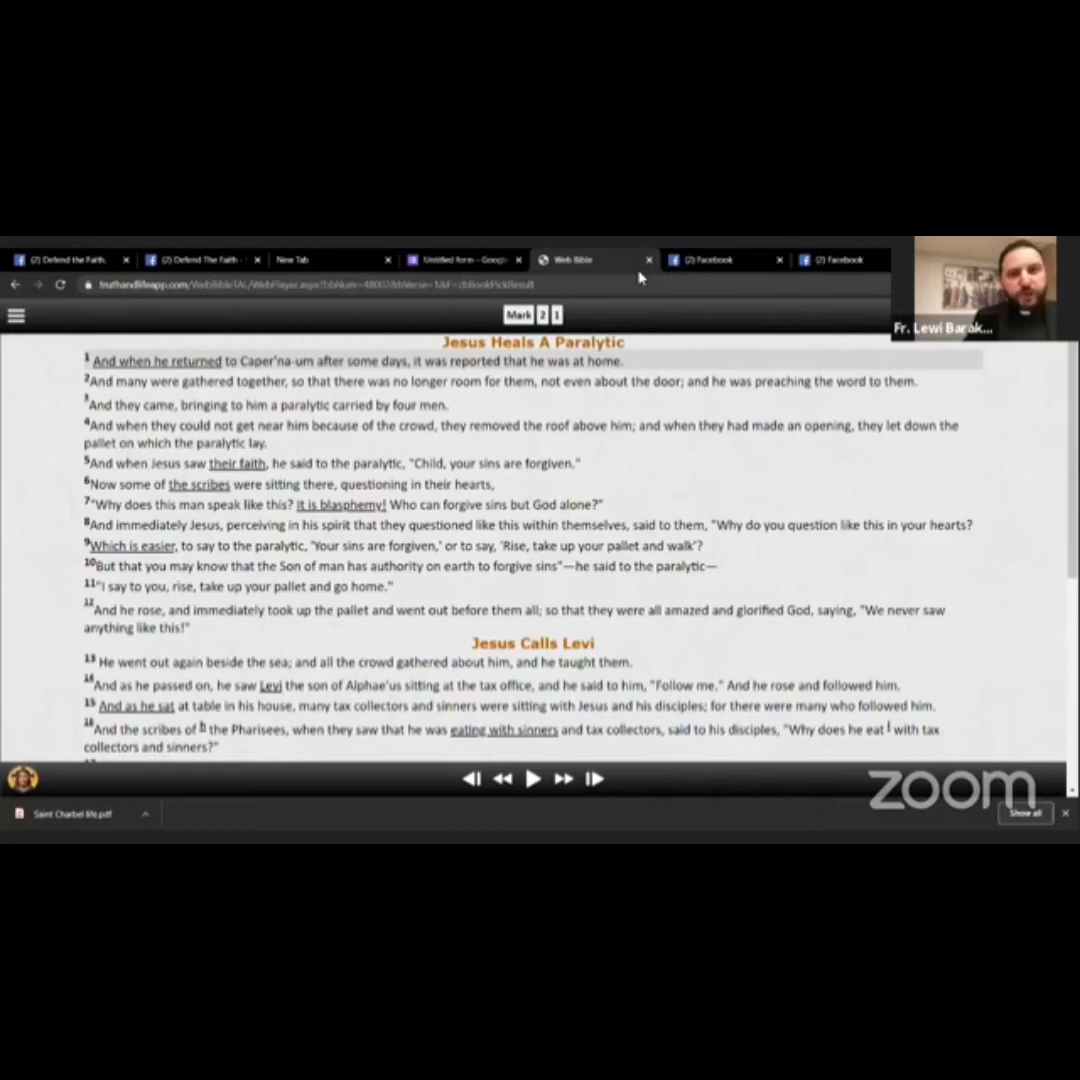 (2) Defend the Faith.
(2) Defend The Faith -
New Tab
Untitled form - Google
Web Bible
(2) Facebook
(2) Facebook
Fr. Lewi Barak...
Mark 2 1
Jesus Heals A Paralytic
1 And when he returned to Caper'na-um after some days, it was reported that he was at home.
2 And many were gathered together, so that there was no longer room for them, not even about the door; and he was preaching the word to them.
3 And they came, bringing to him a paralytic carried by four men.
4 And when they could not get near him because of the crowd, they removed the roof above him; and when they had made an opening, they let down the
pallet on which the paralytic lay.
5 And when Jesus saw their faith, he said to the paralytic, "Child, your sins are forgiven."
6 Now some of the scribes were sitting there, questioning in their hearts,
7 "Why does this man speak like this? It is blasphemy! Who can forgive sins but God alone?"
8 And immediately Jesus, perceiving in his spirit that they questioned like this within themselves, said to them, "Why do you question like this in your hearts?
9 Which is easier, to say to the paralytic, 'Your sins are forgiven,' or to say, 'Rise, take up your pallet and walk'?
10 But that you may know that the Son of man has authority on earth to forgive sins"—he said to the paralytic—
11 "I say to you, rise, take up your pallet and go home."
12 And he rose, and immediately took up the pallet and went out before them all; so that they were all amazed and glorified God, saying, "We never saw
anything like this!"
Jesus Calls Levi
13 He went out again beside the sea; and all the crowd gathered about him, and he taught them.
14 And as he passed on, he saw Levi the son of Alphae'us sitting at the tax office, and he said to him, "Follow me." And he rose and followed him.
15 And as he sat at table in his house, many tax collectors and sinners were sitting with Jesus and his disciples; for there were many who followed him.
16 And the scribes of h the Pharisees, when they saw that he was eating with sinners and tax collectors, said to his disciples, "Why does he eat i with tax
collectors and sinners?"
zoom
Saint Charbel life.pdf
Show all